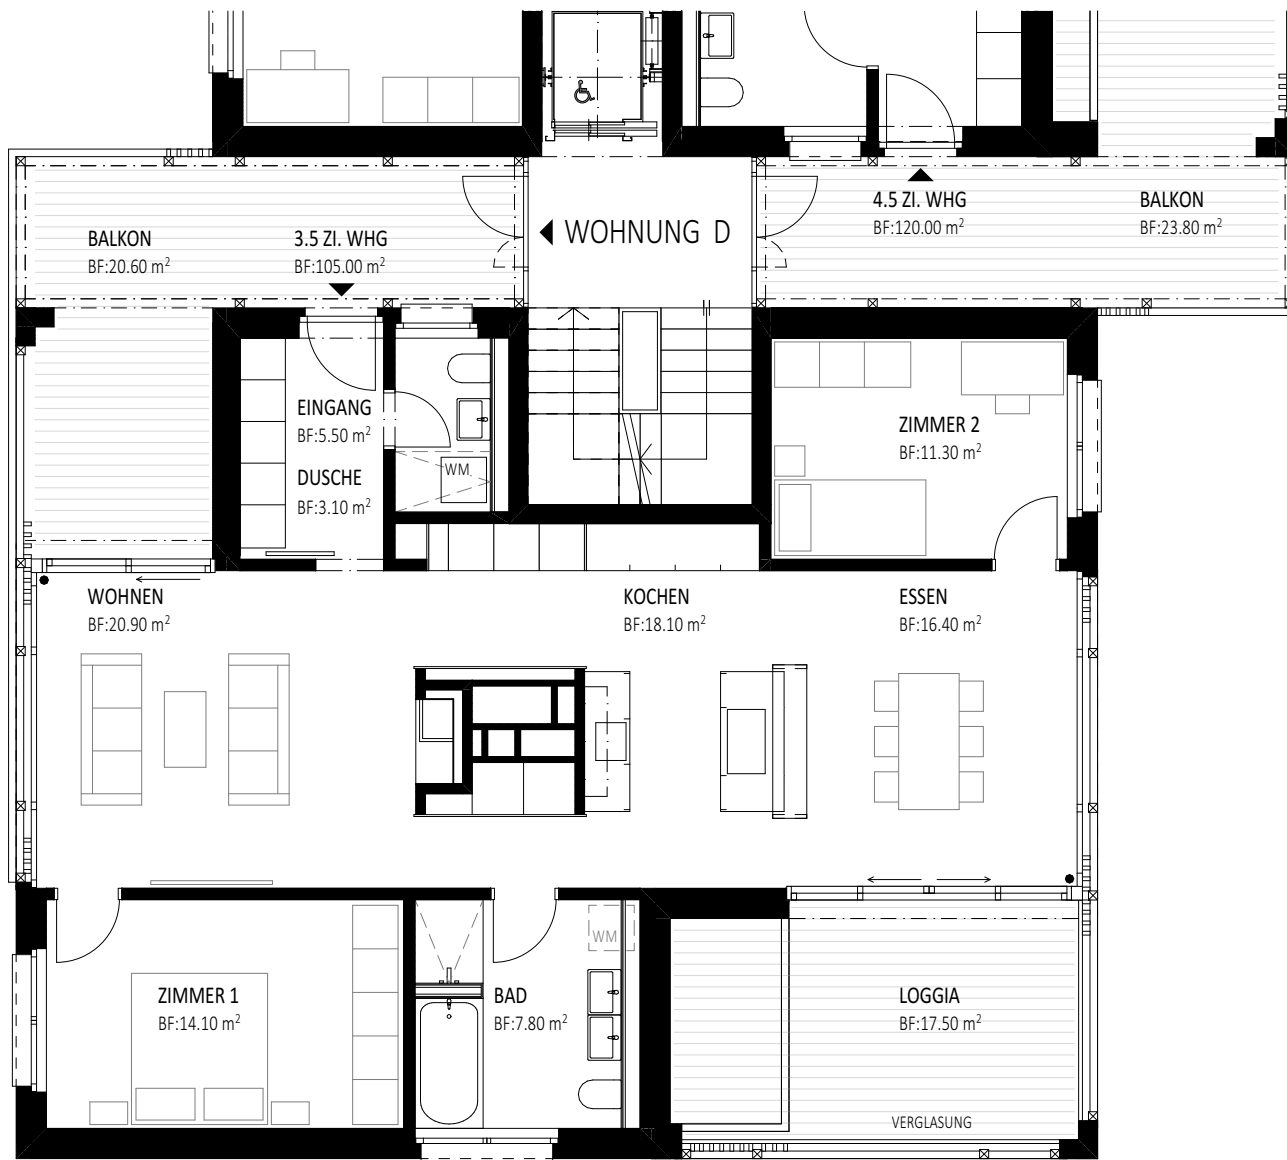 4.5 ZI. WHG
BF:120.00 m²
BALKON
BF:23.80 m²
WOHNUNG D
BALKON
BF:20.60 m²
3.5 ZI. WHG
BF:105.00 m²
EINGANG
BF:5.50 m²
DUSCHE
BF:3.10 m²
WM
ZIMMER 2
BF:11.30 m²
WOHNEN
BF:20.90 m²
KOCHEN
BF:18.10 m²
ESSEN
BF:16.40 m²
WM
ZIMMER 1
BF:14.10 m²
BAD
BF:7.80 m²
LOGGIA
BF:17.50 m²
VERGLASUNG